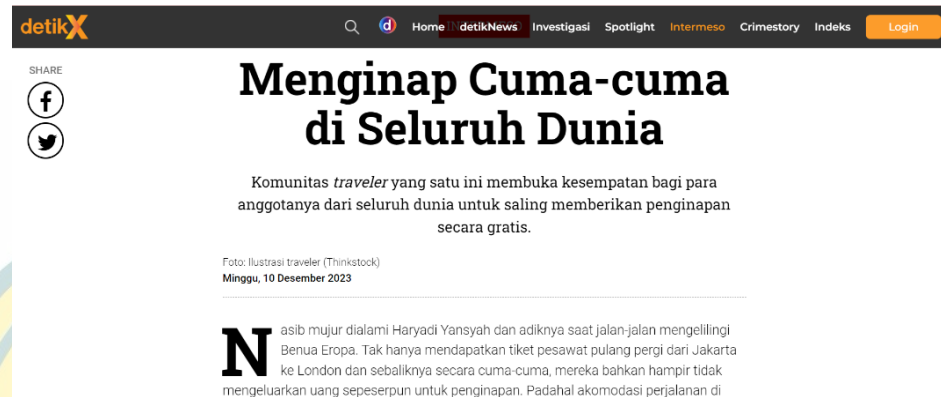 detikX
Home detikNews Investigasi Spotlight Intermeso Crimestory Indeks Login
SHARE
Menginap Cuma-cuma
di Seluruh Dunia
Komunitas traveler yang satu ini membuka kesempatan bagi para
anggotanya dari seluruh dunia untuk saling memberikan penginapan
secara gratis.
Foto: Ilustrasi traveler (Thinkstock)
Minggu, 10 Desember 2023
Nasib mujur dialami Haryadi Yansyah dan adiknya saat jalan-jalan mengelilingi
Benua Eropa. Tak hanya mendapatkan tiket pesawat pulang pergi dari Jakarta
ke London dan sebaliknya secara cuma-cuma, mereka bahkan hampir tidak
mengeluarkan uang sepeserpun untuk penginapan. Padahal akomodasi perjalanan di